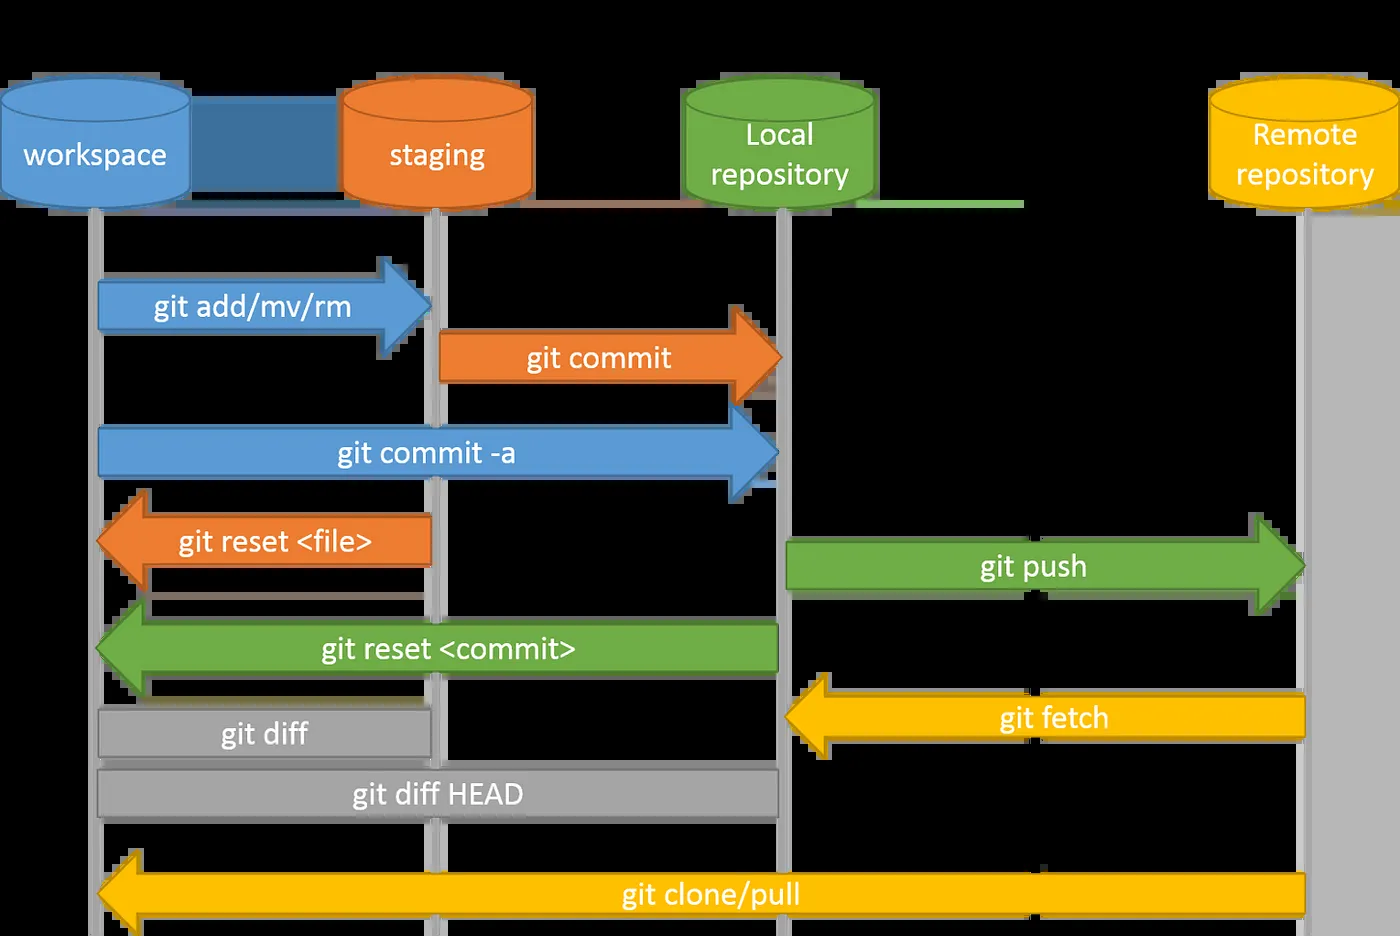 workspace
staging
Local
repository
Remote
repository
git add/mv/rm
git commit
git commit -a
git reset <file>
git push
git reset <commit>
git fetch
git diff
git diff HEAD
git clone/pull